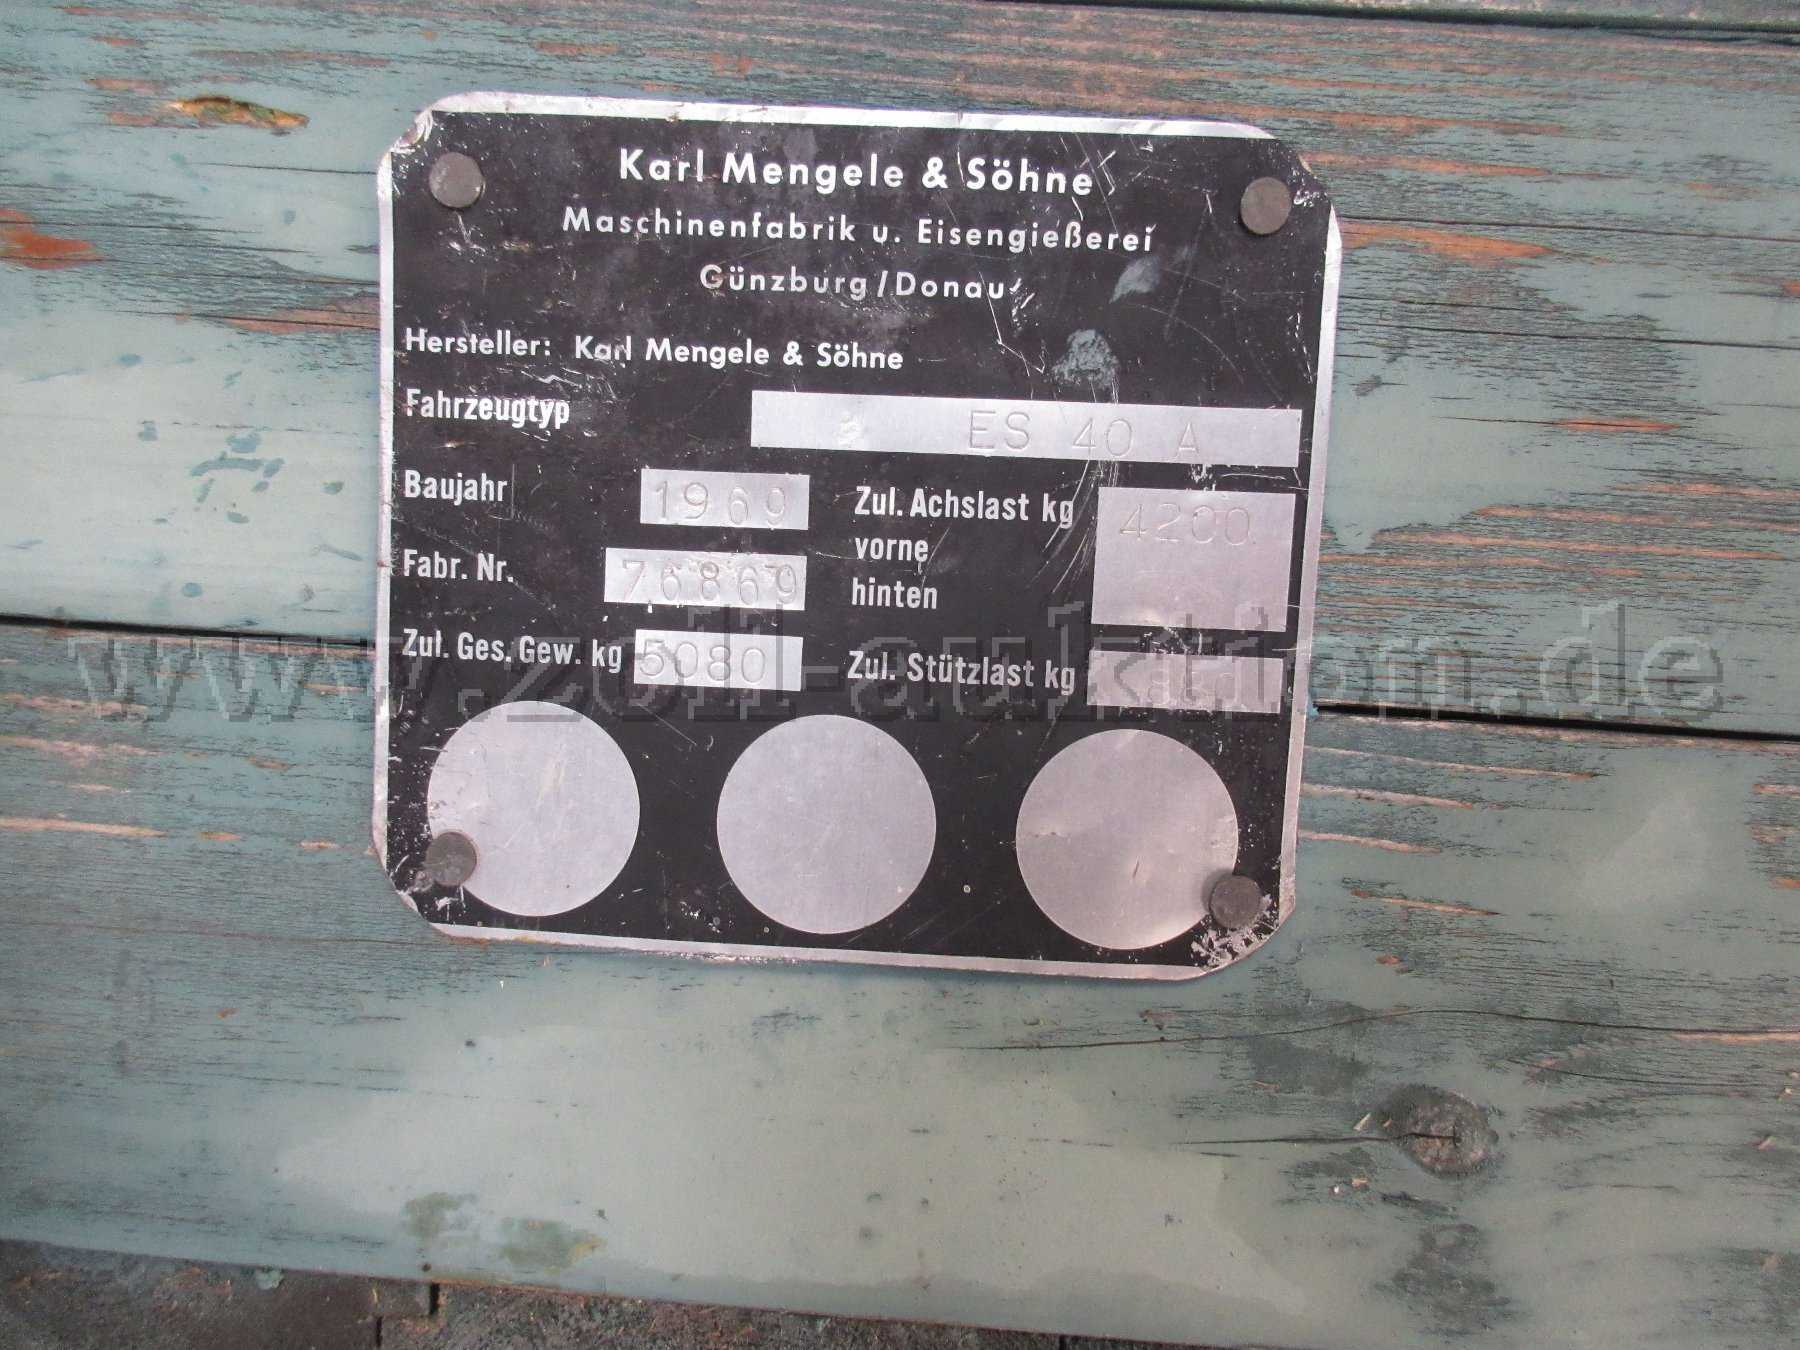 Karl Mengele & Söhne
Maschinenfabrik u. Eisengießerei
Günzburg/Donau
Hersteller: Karl Mengele & Söhne
Fahrzeugtyp ES 40 A
Baujahr 1969
Fabr. Nr. 76869
Zul. Ges. Gew. kg 5080
Zul. Achslast kg 4200
vorne
hinten
Zul. Stützlast kg
www.zoll-auktion.de